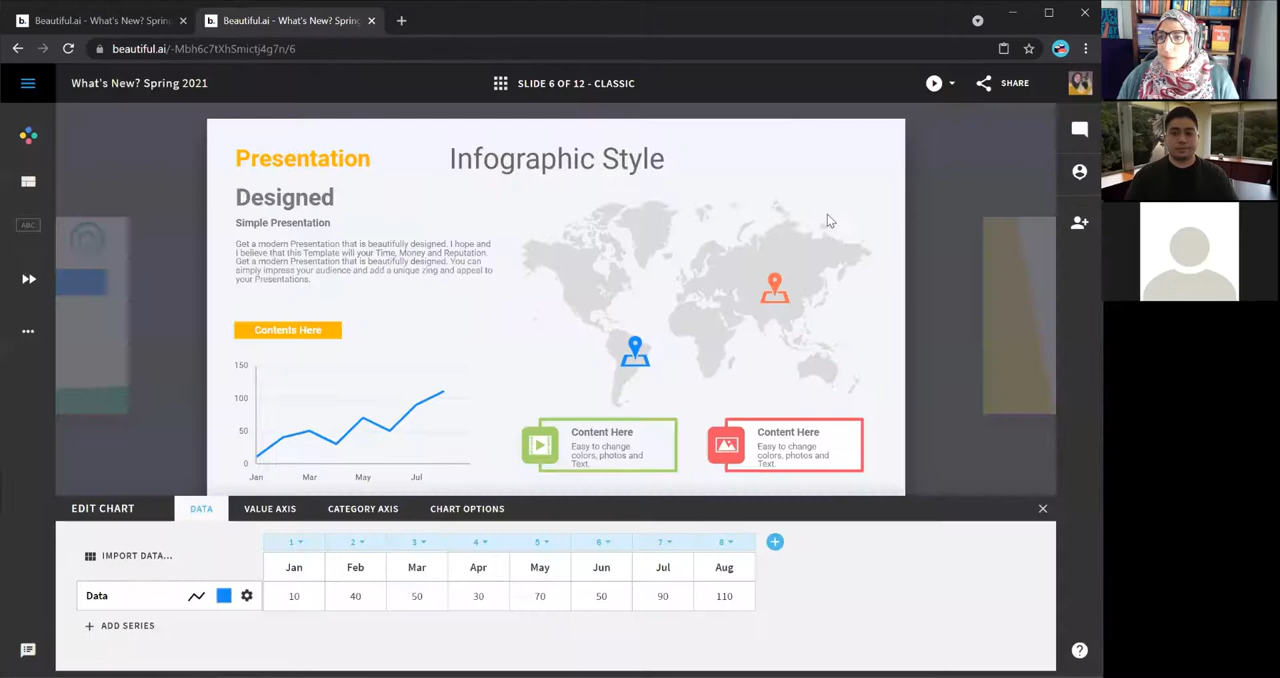 b. Beautiful.ai - What's New? Spring
b. Beautiful.ai - What's New? Spring
beautiful.ai/-Mbh6c7tXhSmictj4g7n/6
What's New? Spring 2021
SLIDE 6 OF 12 - CLASSIC
SHARE
Presentation
Infographic Style
Designed
Simple Presentation
Get a modern Presentation that is beautifully designed. I hope and
I believe that this Template will your Time, Money and Reputation.
Get a modern Presentation that is beautifully designed. You can
simply impress your audience and add a unique zing and appeal to
your Presentations.
ABC
Contents Here
150
100
50
0
Jan Mar May Jul
Content Here
Easy to change
colors, photos and
Text.
Content Here
Easy to change
colors, photos and
Text.
EDIT CHART DATA VALUE AXIS CATEGORY AXIS CHART OPTIONS
IMPORT DATA...
1 2 3 4 5 6 7 8
Jan Feb Mar Apr May Jun Jul Aug
Data 10 40 50 30 70 50 90 110
ADD SERIES